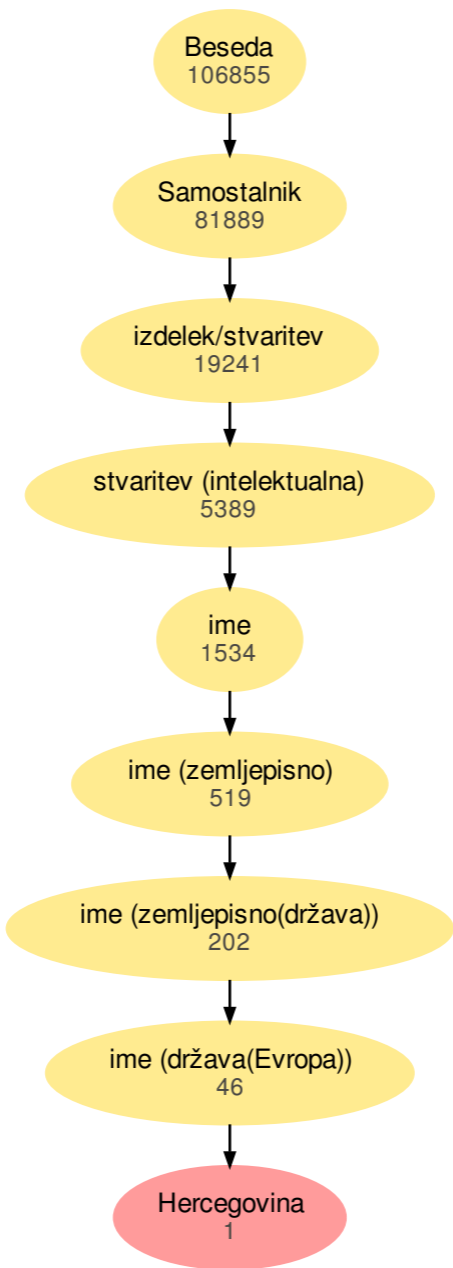 Beseda
106855
Samostalnik
81889
izdelek/stvaritev
19241
stvaritev (intelektualna)
5389
ime
1534
ime (zemljepisno)
519
ime (zemljepisno(država))
202
ime (država(Evropa))
46
Hercegovina
1